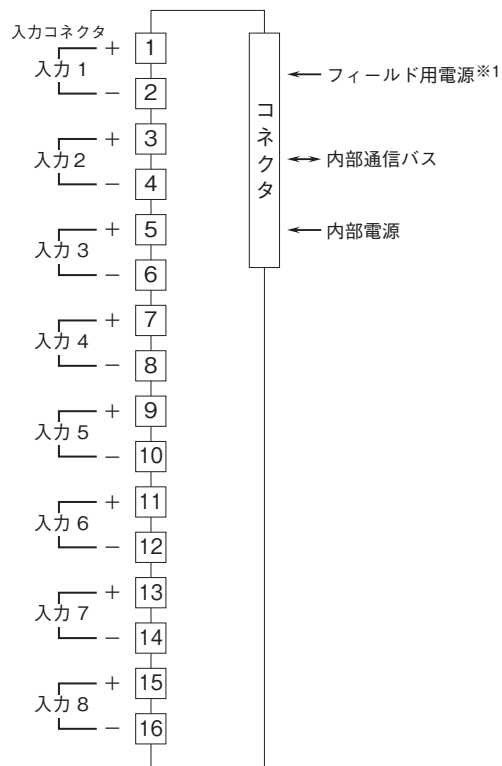 入力コネクタ
入力 1
+
−
1
2
入力 2
+
−
3
4
入力 3
+
−
5
6
入力 4
+
−
7
8
入力 5
+
−
9
10
入力 6
+
−
11
12
入力 7
+
−
13
14
入力 8
+
−
15
16
コネクタ
フィールド用電源※1
内部通信バス
内部電源